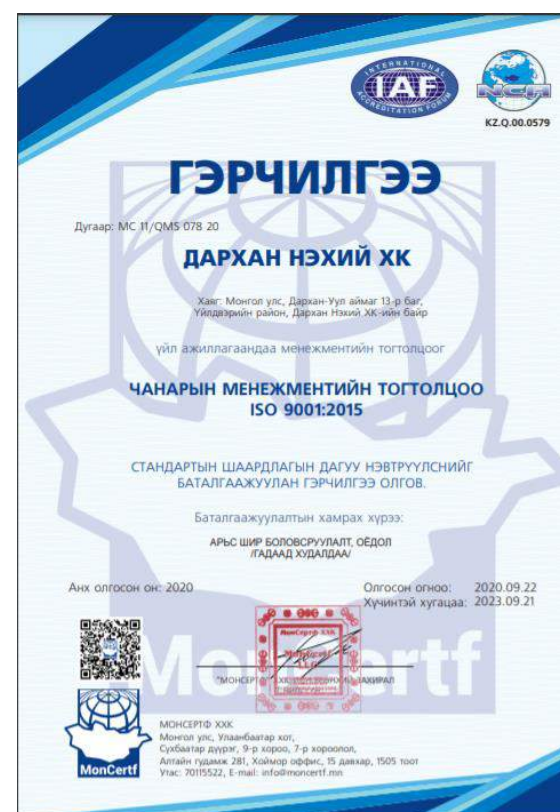 INTERNATIONAL
IAF
ACCREDITATION FORUM
NCA
KZ.Q.00.0579
ГЭРЧИЛГЭЭ
Дугаар: MC 11/QMS 078 20
ДАРХАН НЭХИЙ ХК
Хаяг: Монгол улс, Дархан-Уул аймаг 13-р баг,
Үйлдвэрийн район, Дархан Нэхий ХК-ийн байр
үйл ажиллагаандаа менежментийн тогтолцоог
ЧАНАРЫН МЕНЕЖМЕНТИЙН ТОГТОЛЦОО
ISO 9001:2015
СТАНДАРТЫН ШААРДЛАГЫН ДАГУУ НЭВТРҮҮЛСНИЙГ
БАТАЛГААЖУУЛАН ГЭРЧИЛГЭЭ ОЛГОВ.
Баталгаажуулалтын хамрах хүрээ:
АРЬС ШИР БОЛОВСРУУЛАЛТ, ОЁДОЛ
/ГАДААД ХУДАЛДАА/
Анх олгосон он: 2020
Олгосон огноо: 2020.09.22
Хүчинтэй хугацаа: 2023.09.21
МонСертф ХХК
MonCertf
LLC
MonCertf
MonCertf
МОНСЕРТФ ХХК
Монгол улс, Улаанбаатар хот,
Сүхбаатар дүүрэг, 9-р хороо, 7-р хороолол,
Алтайн гудамж 281, Хоймор оффис, 15 давхар, 1505 тоот
Утас: 70115522, E-mail: info@moncertf.mn